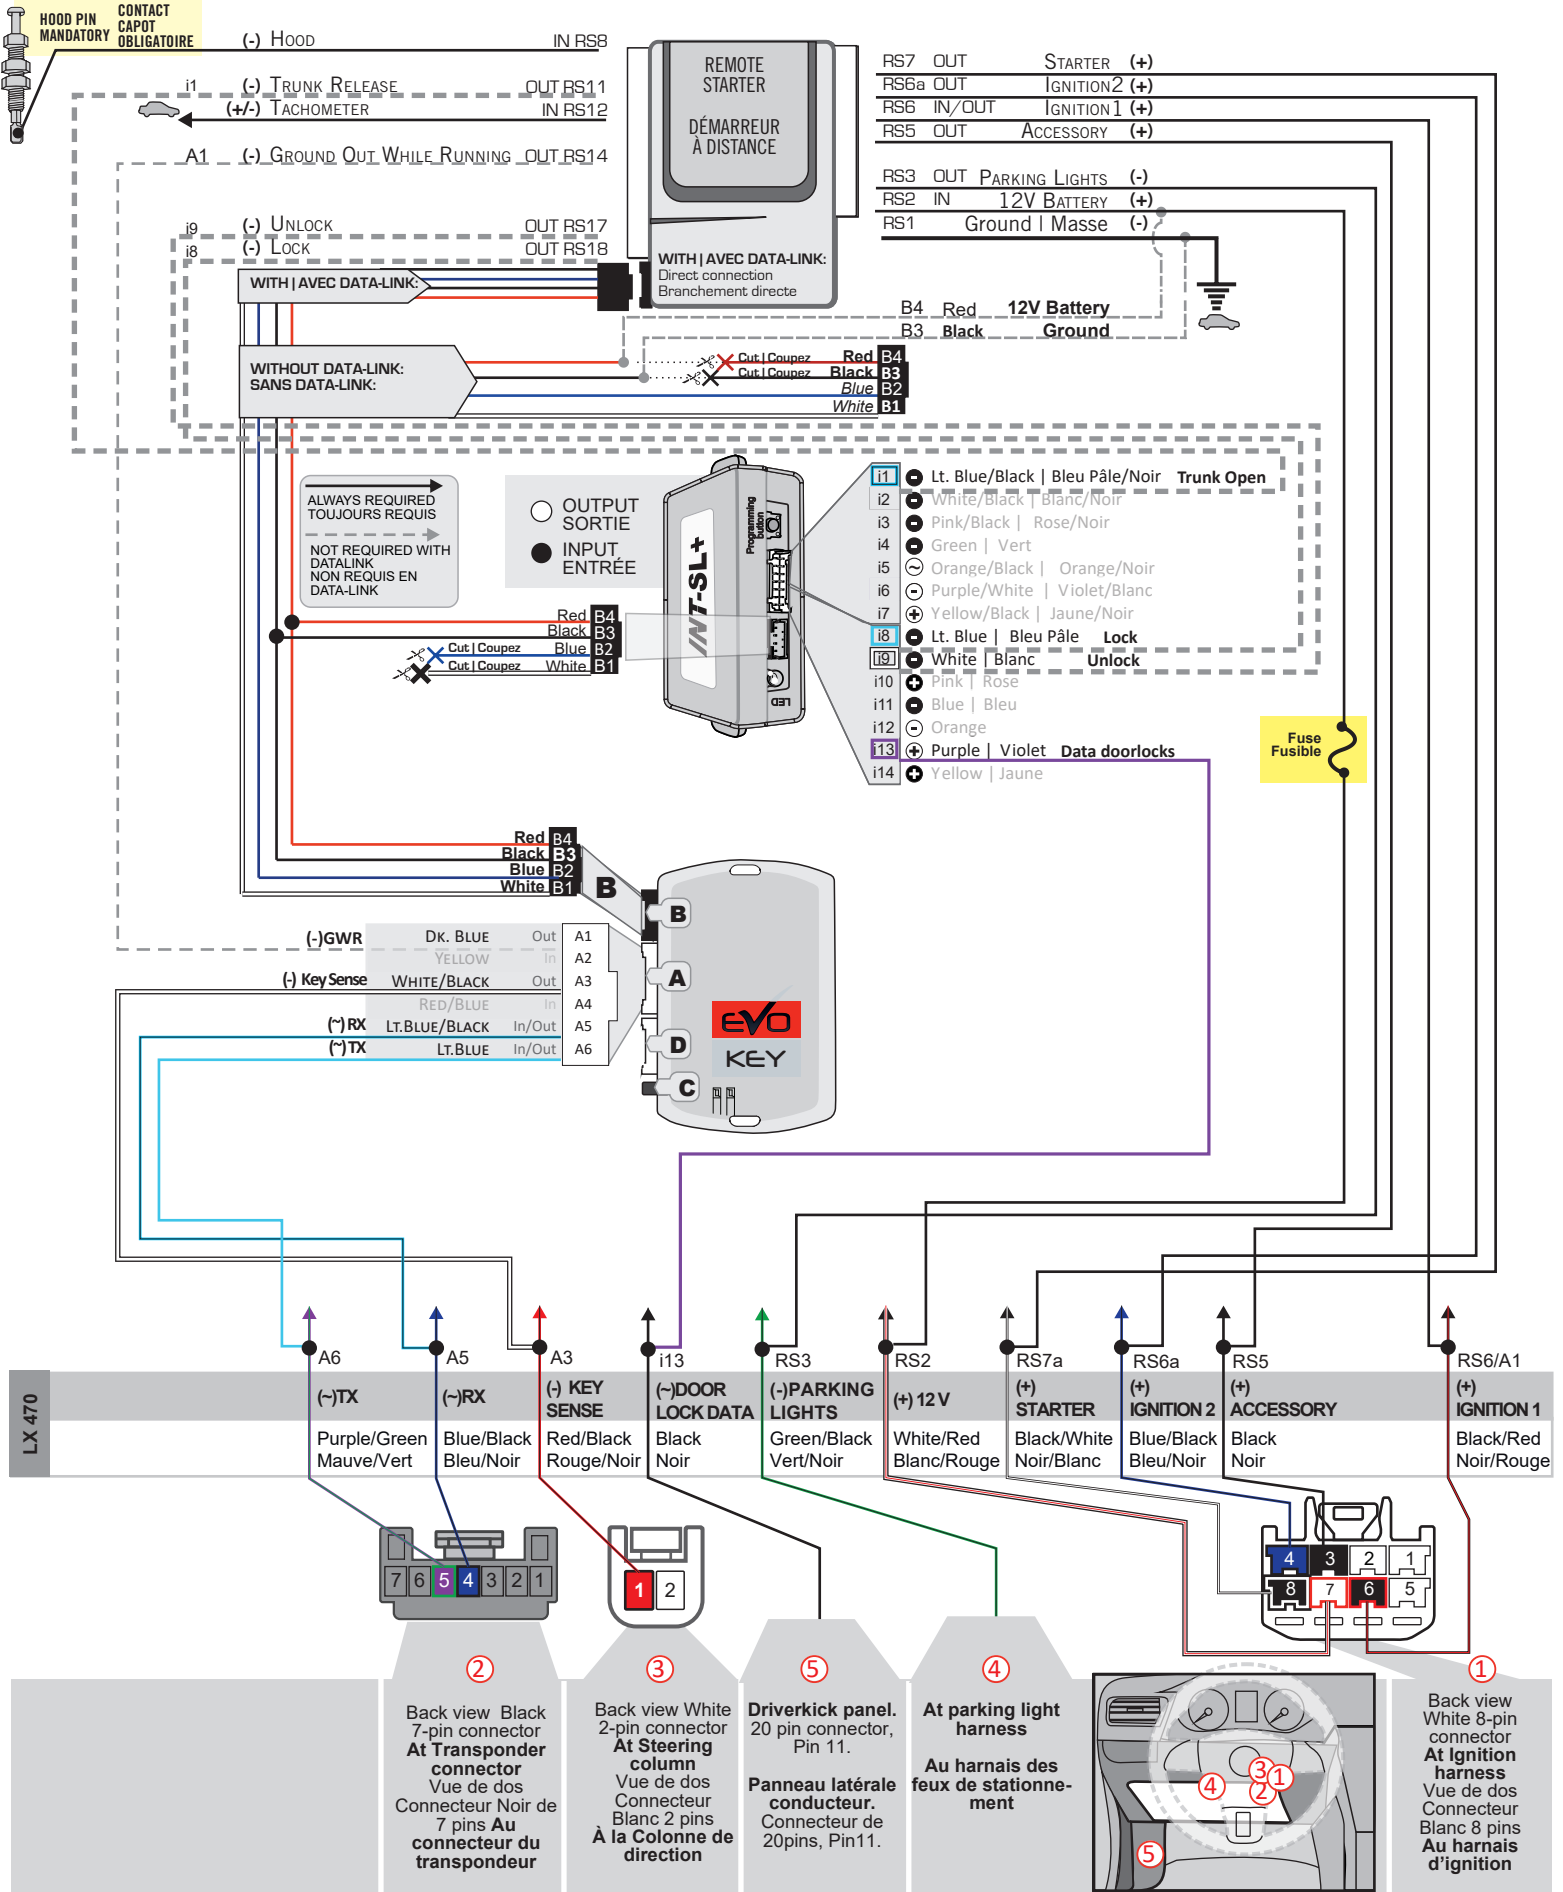 HOOD PIN MANDATORY
CONTACT CAPOT OBLIGATOIRE
(-) HOOD IN RS8
i1 (-) TRUNK RELEASE OUT RS11
(+/-) TACHOMETER IN RS12
A1 (-) GROUND OUT WHILE RUNNING OUT RS14
i9 (-) UNLOCK OUT RS17
i8 (-) LOCK OUT RS18
REMOTE
STARTER
DÉMARREUR
À DISTANCE
WITH | AVEC DATA-LINK:
Direct connection
Branchement directe
RS7 OUT STARTER (+)
RS6a OUT IGNITION2 (+)
RS6 IN/OUT IGNITION1 (+)
RS5 OUT ACCESSORY (+)
RS3 OUT PARKING LIGHTS (-)
RS2 IN 12V BATTERY (+)
RS1 Ground | Masse (-)
WITH | AVEC DATA-LINK:
B4 Red 12V Battery
B3 Black Ground
WITHOUT DATA-LINK:
SANS DATA-LINK:
Cut | Coupez Red B4
Cut | Coupez Black B3
Blue B2
White B1
ALWAYS REQUIRED
TOUJOURS REQUIS
NOT REQUIRED WITH
DATALINK
NON REQUIS EN
DATA-LINK
OUTPUT
SORTIE
INPUT
ENTRÉE
Programming
button
INT-SL+
LED
Red B4
Black B3
Cut | Coupez Blue B2
Cut | Coupez White B1
i1 Lt. Blue/Black | Bleu Pâle/Noir Trunk Open
i2 White/Black | Blanc/Noir
i3 Pink/Black | Rose/Noir
i4 Green | Vert
i5 Orange/Black | Orange/Noir
i6 Purple/White | Violet/Blanc
i7 Yellow/Black | Jaune/Noir
i8 Lt. Blue | Bleu Pâle Lock
i9 White | Blanc Unlock
i10 Pink | Rose
i11 Blue | Bleu
i12 Orange
i13 Purple | Violet Data doorlocks
i14 Yellow | Jaune
Fuse
Fusible
Red B4
Black B3
Blue B2
White B1
B
B
A
D
C
EVO
KEY
(-)GWR DK. BLUE Out A1
YELLOW In A2
(-) Key Sense WHITE/BLACK Out A3
RED/BLUE In A4
(~) RX LT.BLUE/BLACK In/Out A5
(~) TX LT.BLUE In/Out A6
A6 A5 A3 i13 RS3 RS2 RS7a RS6a RS5 RS6/A1
LX 470
(~)TX
Purple/Green
Mauve/Vert
(~)RX
Blue/Black
Bleu/Noir
(-) KEY
SENSE
Red/Black
Rouge/Noir
(~)DOOR
LOCK DATA
Black
Noir
(-)PARKING
LIGHTS
Green/Black
Vert/Noir
(+) 12 V
White/Red
Blanc/Rouge
(+)
STARTER
Black/White
Noir/Blanc
(+)
IGNITION 2
Blue/Black
Bleu/Noir
(+)
ACCESSORY
Black
Noir
(+)
IGNITION 1
Black/Red
Noir/Rouge
7 6 5 4 3 2 1
1 2
4 3 2 1
8 7 6 5
2
Back view Black
7-pin connector
At Transponder
connector
Vue de dos
Connecteur Noir de
7 pins Au
connecteur du
transpondeur
3
Back view White
2-pin connector
At Steering
column
Vue de dos
Connecteur
Blanc 2 pins
À la Colonne de
direction
5
Driverkick panel.
20 pin connector,
Pin 11.
Panneau latérale
conducteur.
Connecteur de
20pins, Pin11.
4
At parking light
harness
Au harnais des
feux de stationne-
ment
3 1
4 2
5
1
Back view
White 8-pin
connector
At Ignition
harness
Vue de dos
Connecteur
Blanc 8 pins
Au harnais
d'ignition